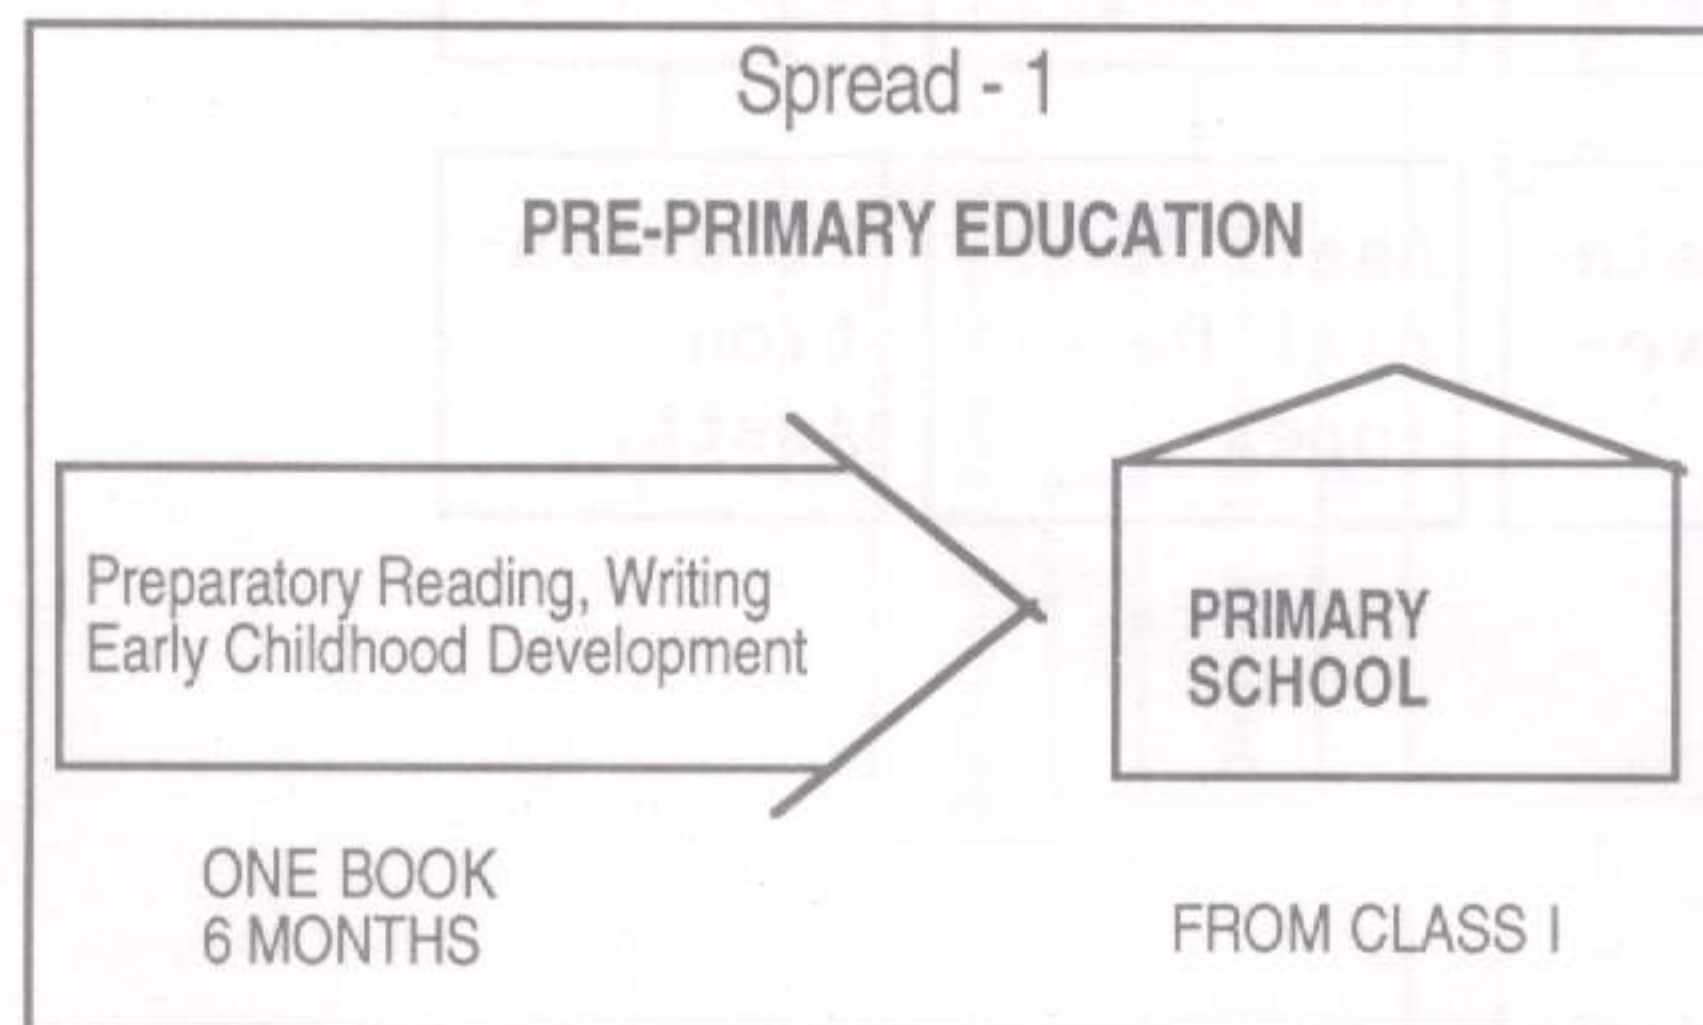 Spread - 1
PRE-PRIMARY EDUCATION
Preparatory Reading, Writing
Early Childhood Development
PRIMARY
SCHOOL
ONE BOOK
6 MONTHS
FROM CLASS I